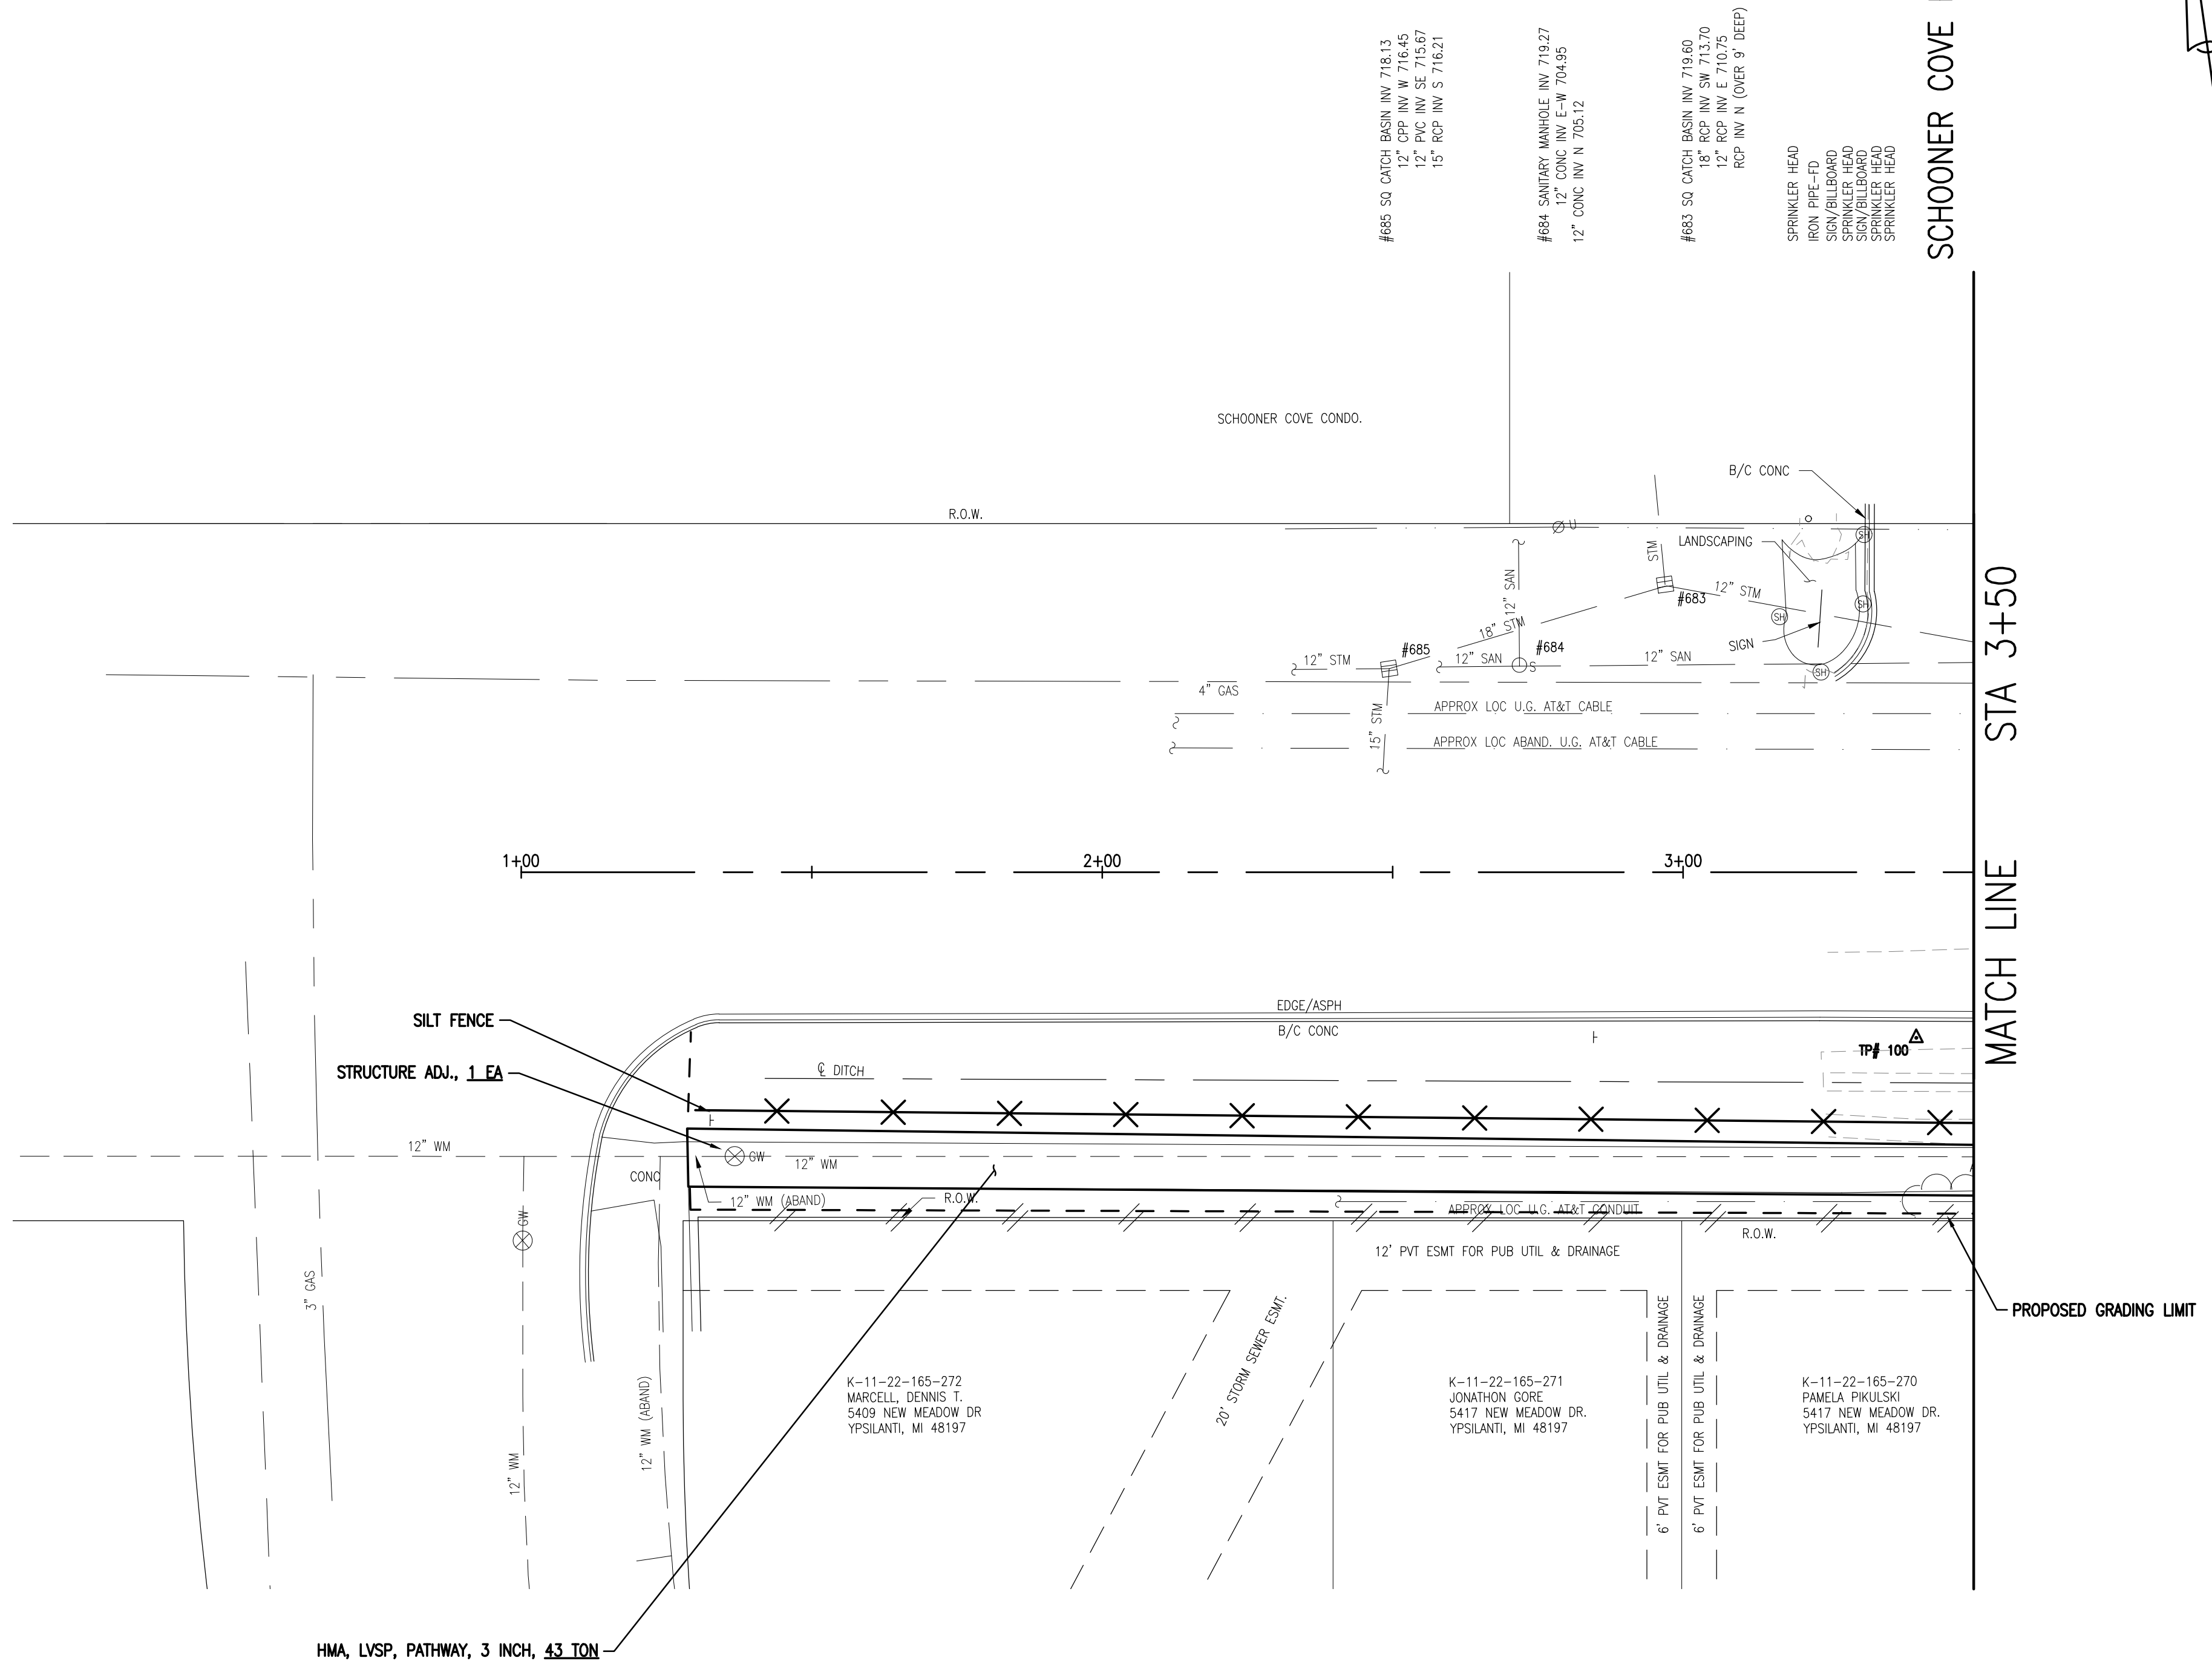 #685 SQ CATCH BASIN INV 718.13
12" CPP INV W 716.45
12" PVC INV SE 715.67
15" RCP INV S 716.21
#684 SANITARY MANHOLE INV 719.27
12" CONC INV E-W 704.95
12" CONC INV N 705.12
#683 SQ CATCH BASIN INV 719.60
18" RCP INV SW 713.70
12" RCP INV E 710.75
RCP INV N (OVER 9' DEEP)
SPRINKLER HEAD
IRON PIPE-FD
SIGN/BILLBOARD
SPRINKLER HEAD
SIGN/BILLBOARD
SPRINKLER HEAD
SPRINKLER HEAD
SCHOONER COVE
SCHOONER COVE CONDO.
B/C CONC
R.O.W.
U
SH
LANDSCAPING
STM
12" SAN
12" STM
#683
SH
SH
18" STM
SIGN
#685
#684
12" STM
12" SAN
S
12" SAN
SH
4" GAS
APPROX LOC U.G. AT&T CABLE
15" STM
APPROX LOC ABAND. U.G. AT&T CABLE
MATCH LINE STA 3+50
1+00
2+00
3+00
EDGE/ASPH
SILT FENCE
B/C CONC
TP# 100
STRUCTURE ADJ., 1 EA
℄ DITCH
12" WM
GW
12" WM
CONC
12" WM (ABAND)
R.O.W.
APPROX LOC U.G. AT&T CONDUIT
GW
R.O.W.
12' PVT ESMT FOR PUB UTIL & DRAINAGE
3" GAS
PROPOSED GRADING LIMIT
20' STORM SEWER ESMT.
6' PVT ESMT FOR PUB UTIL & DRAINAGE
6' PVT ESMT FOR PUB UTIL & DRAINAGE
12" WM
12" WM (ABAND)
K-11-22-165-272
MARCELL, DENNIS T.
5409 NEW MEADOW DR
YPSILANTI, MI 48197
K-11-22-165-271
JONATHON GORE
5417 NEW MEADOW DR.
YPSILANTI, MI 48197
K-11-22-165-270
PAMELA PIKULSKI
5417 NEW MEADOW DR.
YPSILANTI, MI 48197
HMA, LVSP, PATHWAY, 3 INCH, 43 TON